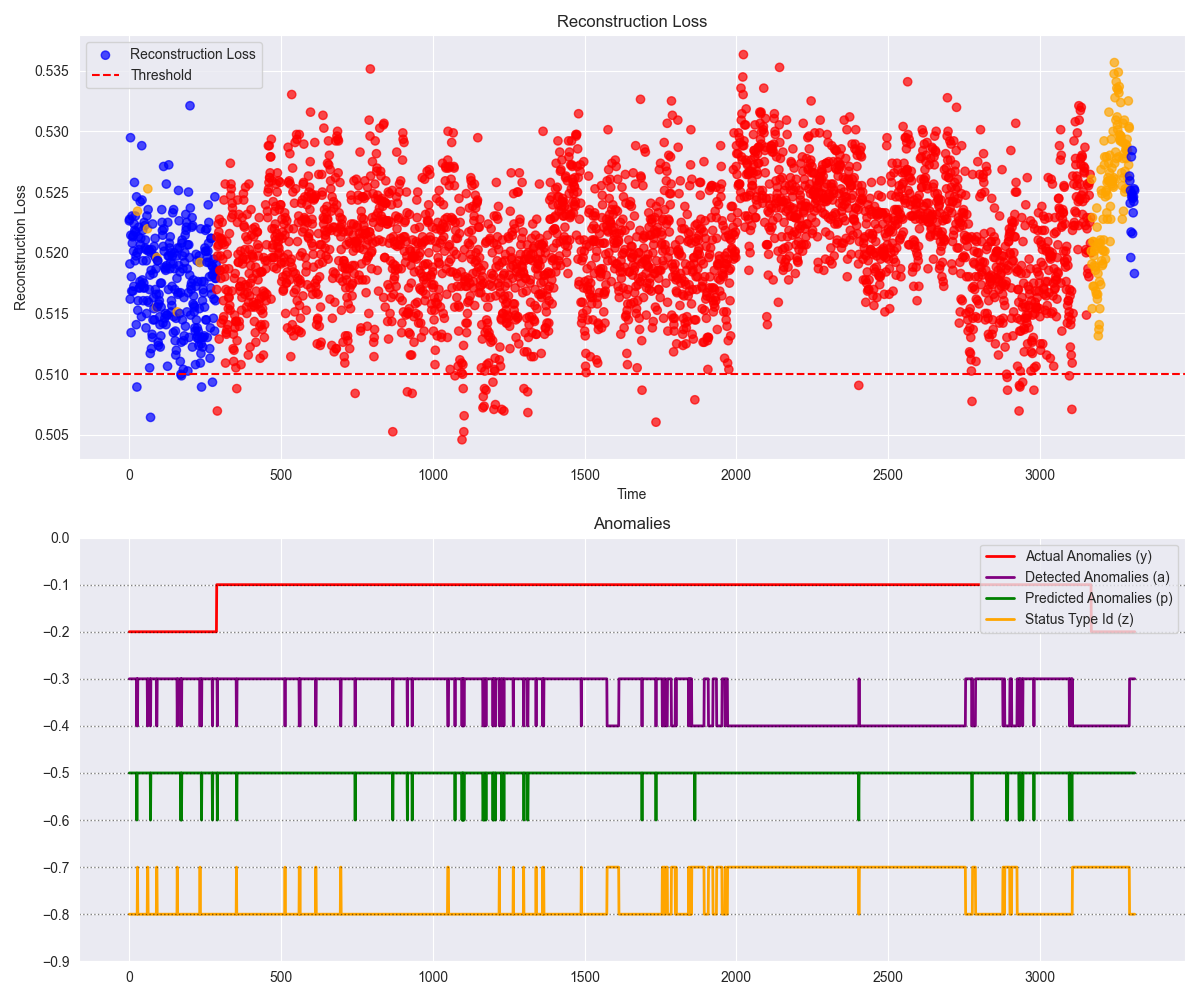 Reconstruction Loss
Reconstruction Loss
Threshold
0.535
0.530
0.525
0.520
0.515
0.510
0.505
Reconstruction Loss
0 500 1000 1500 2000 2500 3000
Time
Anomalies
Actual Anomalies (y)
Detected Anomalies (a)
Predicted Anomalies (p)
Status Type Id (z)
0.0
−0.1
−0.2
−0.3
−0.4
−0.5
−0.6
−0.7
−0.8
−0.9
0 500 1000 1500 2000 2500 3000